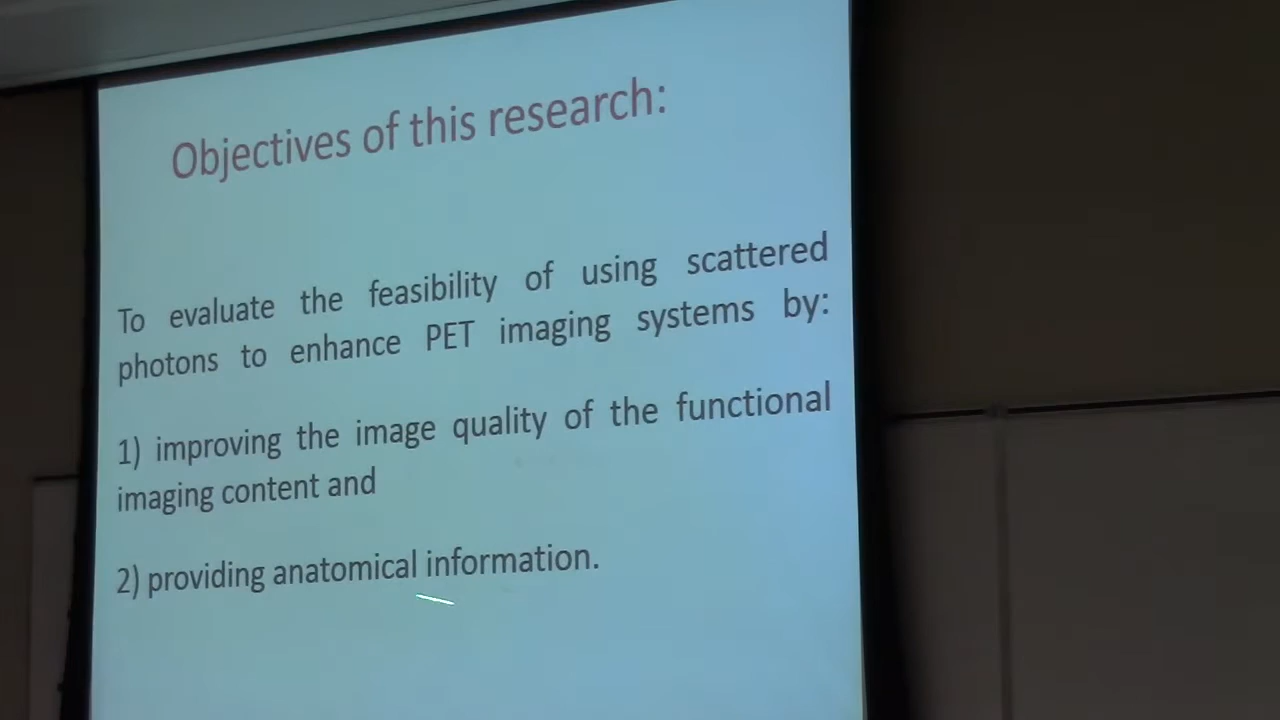 Objectives of this research:
To evaluate the feasibility of using scattered
photons to enhance PET imaging systems by:
1) improving the image quality of the functional
imaging content and
2) providing anatomical information.